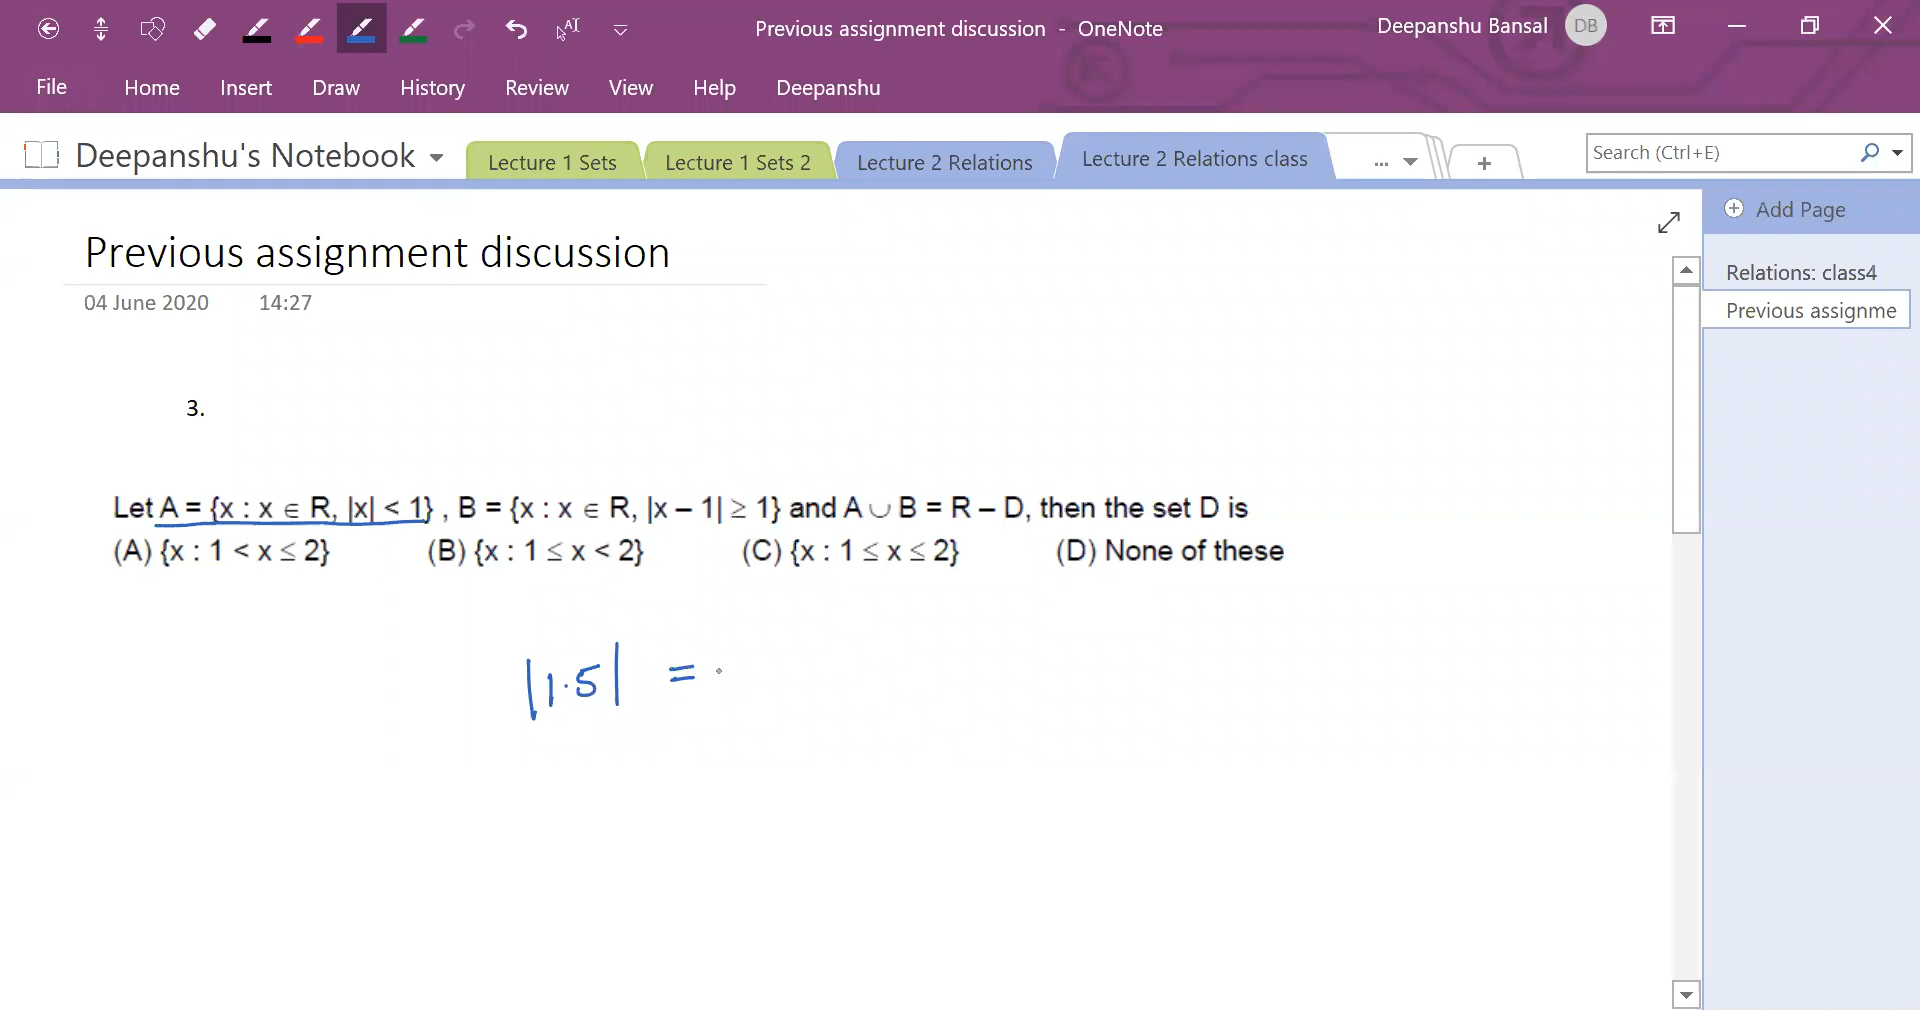 Previous assignment discussion - OneNote
Deepanshu Bansal DB
File Home Insert Draw History Review View Help Deepanshu
Deepanshu's Notebook
Lecture 1 Sets
Lecture 1 Sets 2
Lecture 2 Relations
Lecture 2 Relations class
...
Search (Ctrl+E)
Add Page
Relations: class4
Previous assignme
Previous assignment discussion
04 June 2020 14:27
3.
Let A = {x : x ∈ R, |x| < 1} , B = {x : x ∈ R, |x – 1| ≥ 1} and A ∪ B = R – D, then the set D is
(A) {x : 1 < x ≤ 2} (B) {x : 1 ≤ x < 2} (C) {x : 1 ≤ x ≤ 2} (D) None of these
|1.5| =